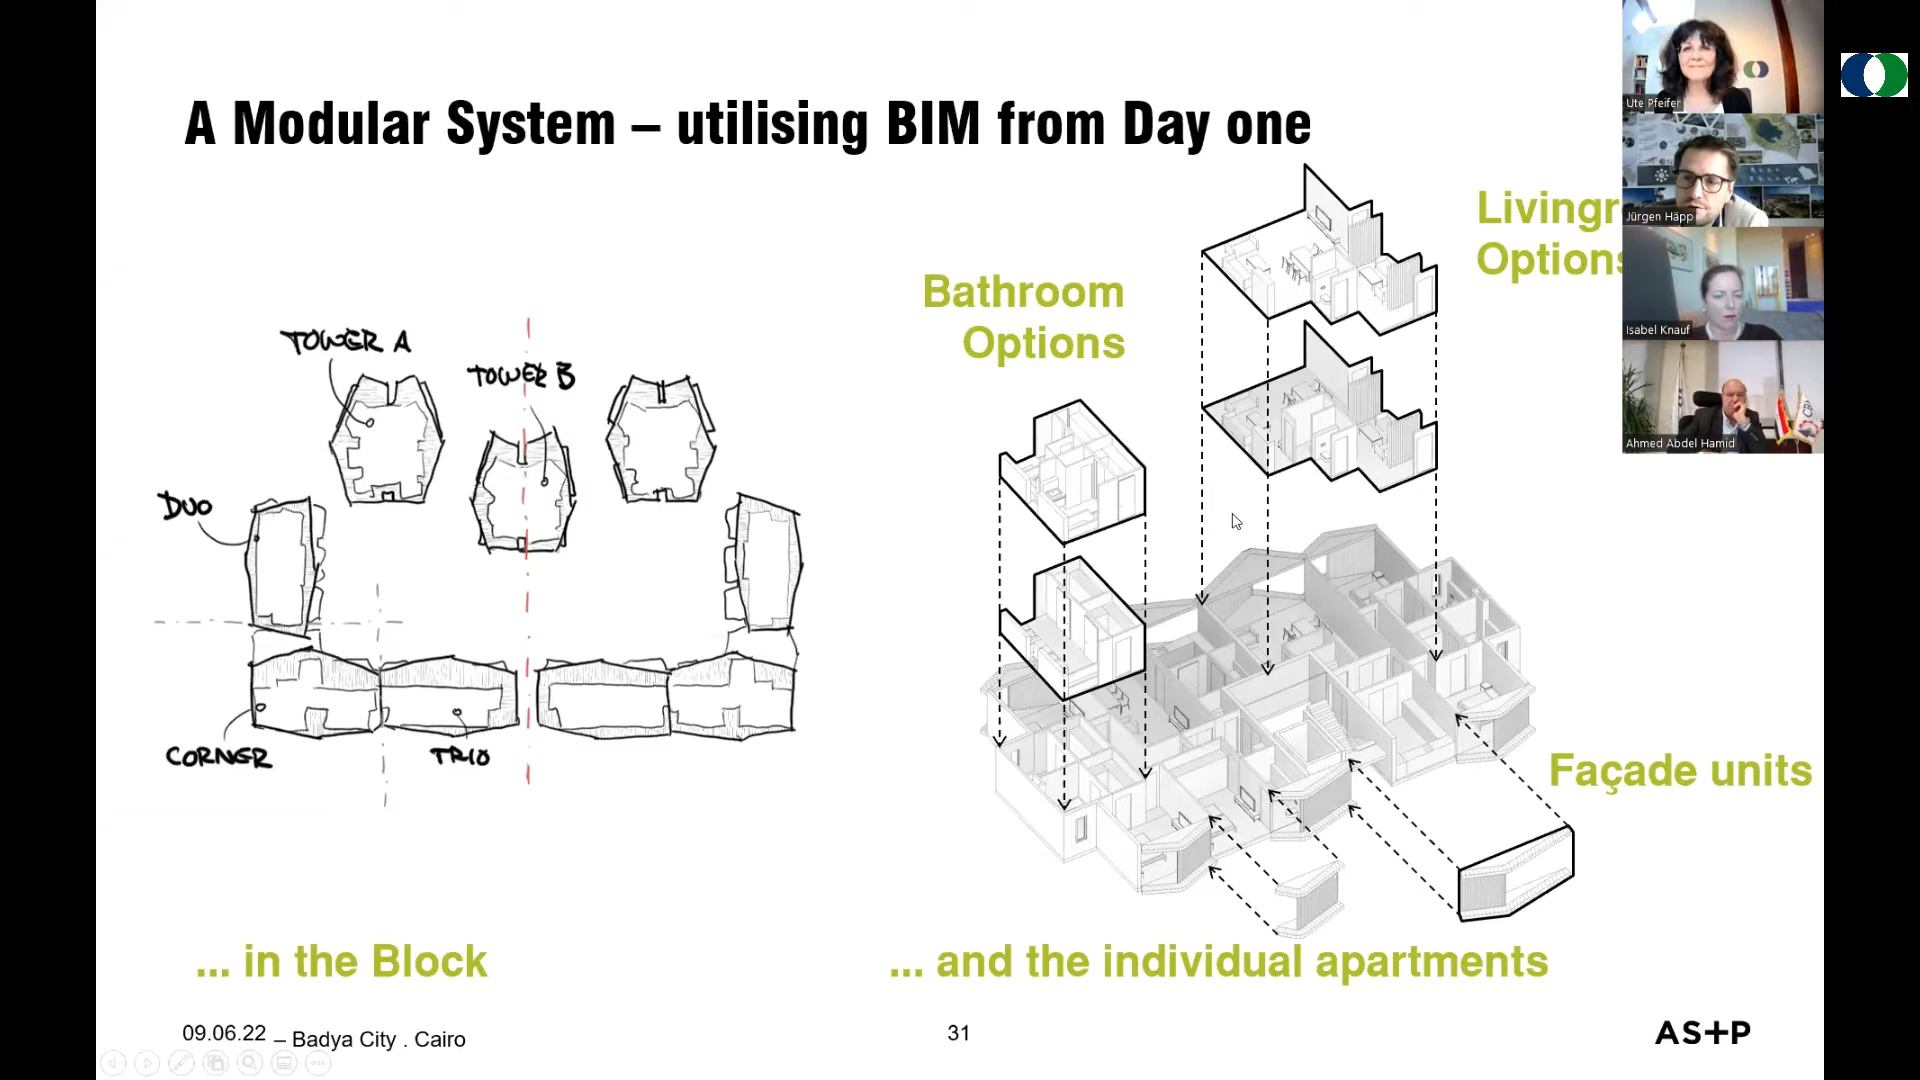 A Modular System – utilising BIM from Day one
Livingr
Options
Bathroom
Options
TOWER A
TOWER B
DUO
CORNER
TRIO
Façade units
... in the Block
... and the individual apartments
09.06.22 – Badya City . Cairo
31
AS+P
Ute Pfeifer
Jürgen Häpp
Isabel Knauf
Ahmed Abdel Hamid